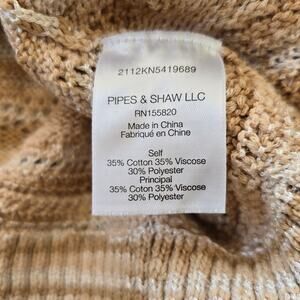 2112KN5419689
PIPES & SHAW LLC
RN155820
Made in China
Fabriqué en Chine
Self
35% Cotton 35% Viscose
30% Polyester
Principal
35% Cotton 35% Viscose
30% Polyester